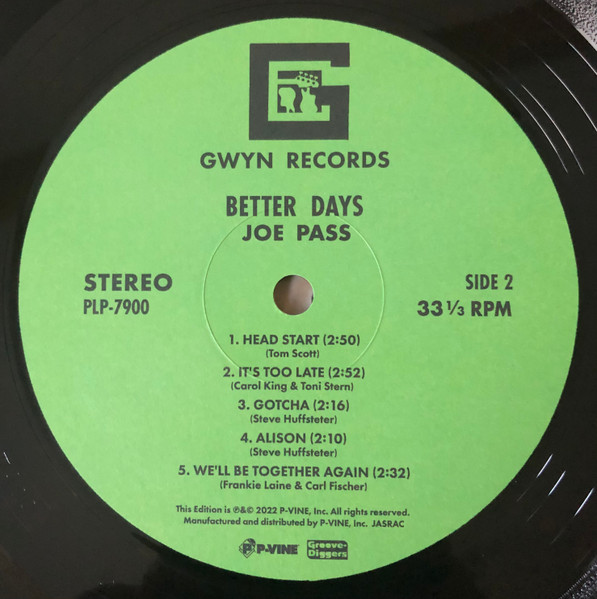 GWYN RECORDS
BETTER DAYS
JOE PASS
STEREO
SIDE 2
PLP-7900
33 1/3 RPM
1. HEAD START (2:50)
(Tom Scott)
2. IT'S TOO LATE (2:52)
(Carol King & Toni Stern)
3. GOTCHA (2:16)
(Steve Huffsteter)
4. ALISON (2:10)
(Steve Huffsteter)
5. WE'LL BE TOGETHER AGAIN (2:32)
(Frankie Laine & Carl Fischer)
This Edition is ℗&© 2022 P-VINE, Inc. All rights reserved.
Manufactured and distributed by P-VINE, Inc. JASRAC
P-VINE
Groove-
Diggers